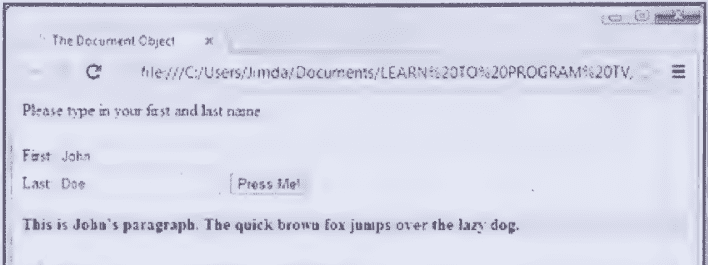 The Document Object ×
file:///C:/Users/Jimda/Documents/LEARN%20TO%20PROGRAM%20TV,
Please type in your first and last name
First John
Last Doe Press Me!
This is John's paragraph. The quick brown fox jumps over the lazy dog.